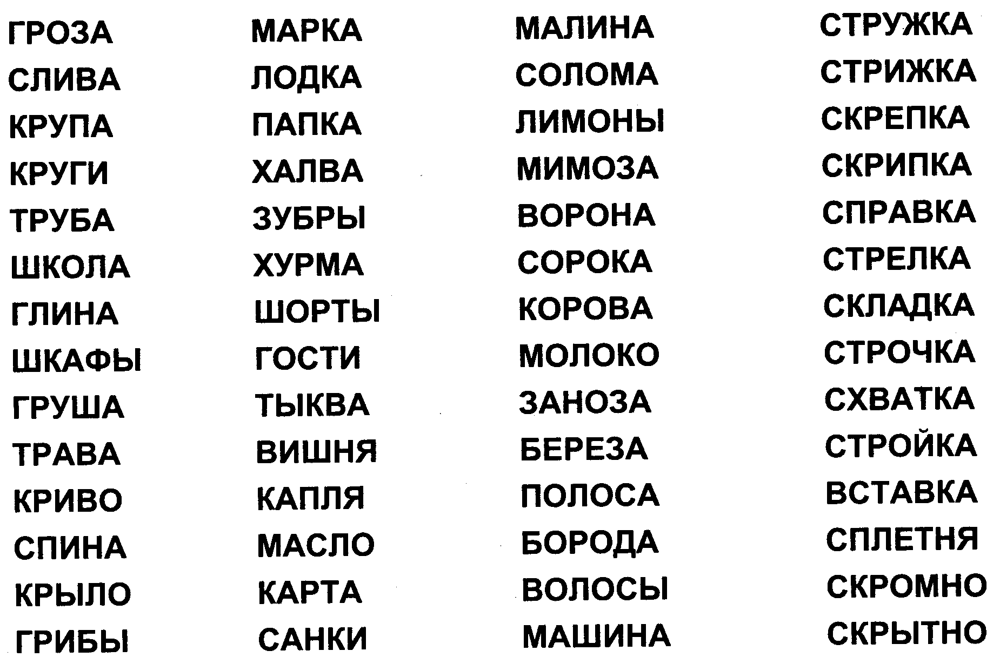 ГРОЗА МАРКА МАЛИНА СТРУЖКА
СЛИВА ЛОДКА СОЛОМА СТРИЖКА
КРУПА ПАПКА ЛИМОНЫ СКРЕПКА
КРУГИ ХАЛВА МИМОЗА СКРИПКА
ТРУБА ЗУБРЫ ВОРОНА СПРАВКА
ШКОЛА ХУРМА СОРОКА СТРЕЛКА
ГЛИНА ШОРТЫ КОРОВА СКЛАДКА
ШКАФЫ ГОСТИ МОЛОКО СТРОЧКА
ГРУША ТЫКВА ЗАНОЗА СХВАТКА
ТРАВА ВИШНЯ БЕРЕЗА СТРОЙКА
КРИВО КАПЛЯ ПОЛОСА ВСТАВКА
СПИНА МАСЛО БОРОДА СПЛЕТНЯ
КРЫЛО КАРТА ВОЛОСЫ СКРОМНО
ГРИБЫ САНКИ МАШИНА СКРЫТНО